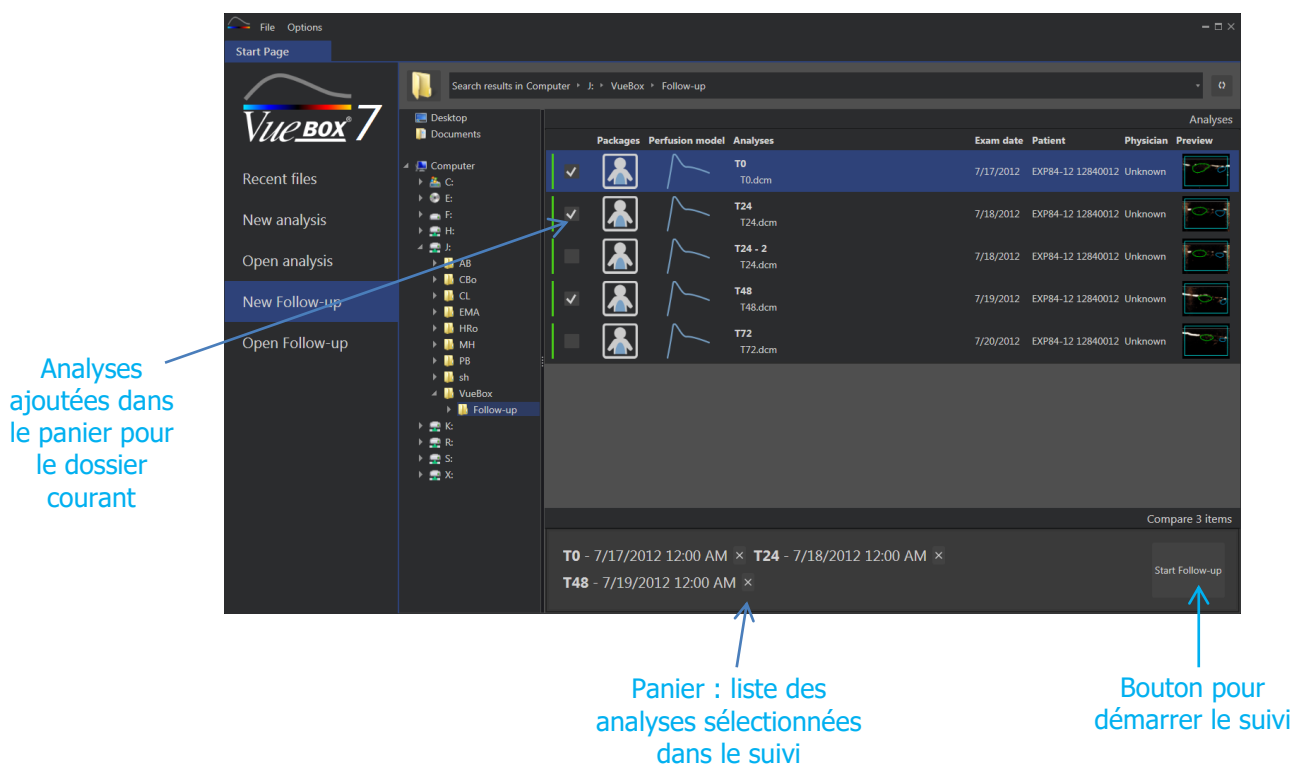 File Options
Start Page
VUEBOX® 7
Search results in Computer J: VueBox Follow-up
Recent files
New analysis
Open analysis
New Follow-up
Open Follow-up
Desktop
Documents
Computer
C:
E:
F:
H:
J:
AB
CBo
CL
EMA
HRo
MH
PB
sh
VueBox
Follow-up
K:
R:
S:
X:
Analyses
Packages Perfusion model Analyses Exam date Patient Physician Preview
T0
T0.dcm
7/17/2012 EXP84-12 12840012 Unknown
T24
T24.dcm
7/18/2012 EXP84-12 12840012 Unknown
T24 - 2
T24.dcm
7/18/2012 EXP84-12 12840012 Unknown
T48
T48.dcm
7/19/2012 EXP84-12 12840012 Unknown
T72
T72.dcm
7/20/2012 EXP84-12 12840012 Unknown
Compare 3 items
T0 - 7/17/2012 12:00 AM × T24 - 7/18/2012 12:00 AM ×
T48 - 7/19/2012 12:00 AM ×
Start Follow-up
Analyses
ajoutées dans
le panier pour
le dossier
courant
Panier : liste des
analyses sélectionnées
dans le suivi
Bouton pour
démarrer le suivi